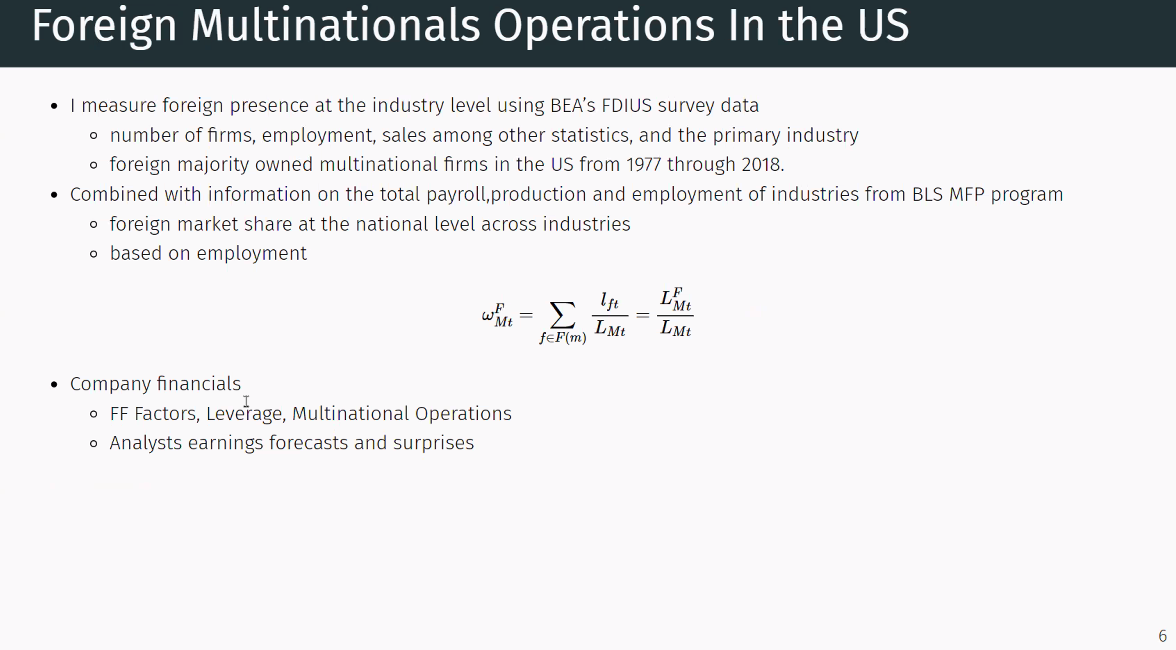 Foreign Multinationals Operations In the US
• I measure foreign presence at the industry level using BEA's FDIUS survey data
◦ number of firms, employment, sales among other statistics, and the primary industry
◦ foreign majority owned multinational firms in the US from 1977 through 2018.
• Combined with information on the total payroll,production and employment of industries from BLS MFP program
◦ foreign market share at the national level across industries
◦ based on employment
$\omega^F_{Mt} = \sum_{f \in F(m)} \frac{l_{ft}}{L_{Mt}} = \frac{L^F_{Mt}}{L_{Mt}}$
• Company financials
◦ FF Factors, Leverage, Multinational Operations
◦ Analysts earnings forecasts and surprises
6